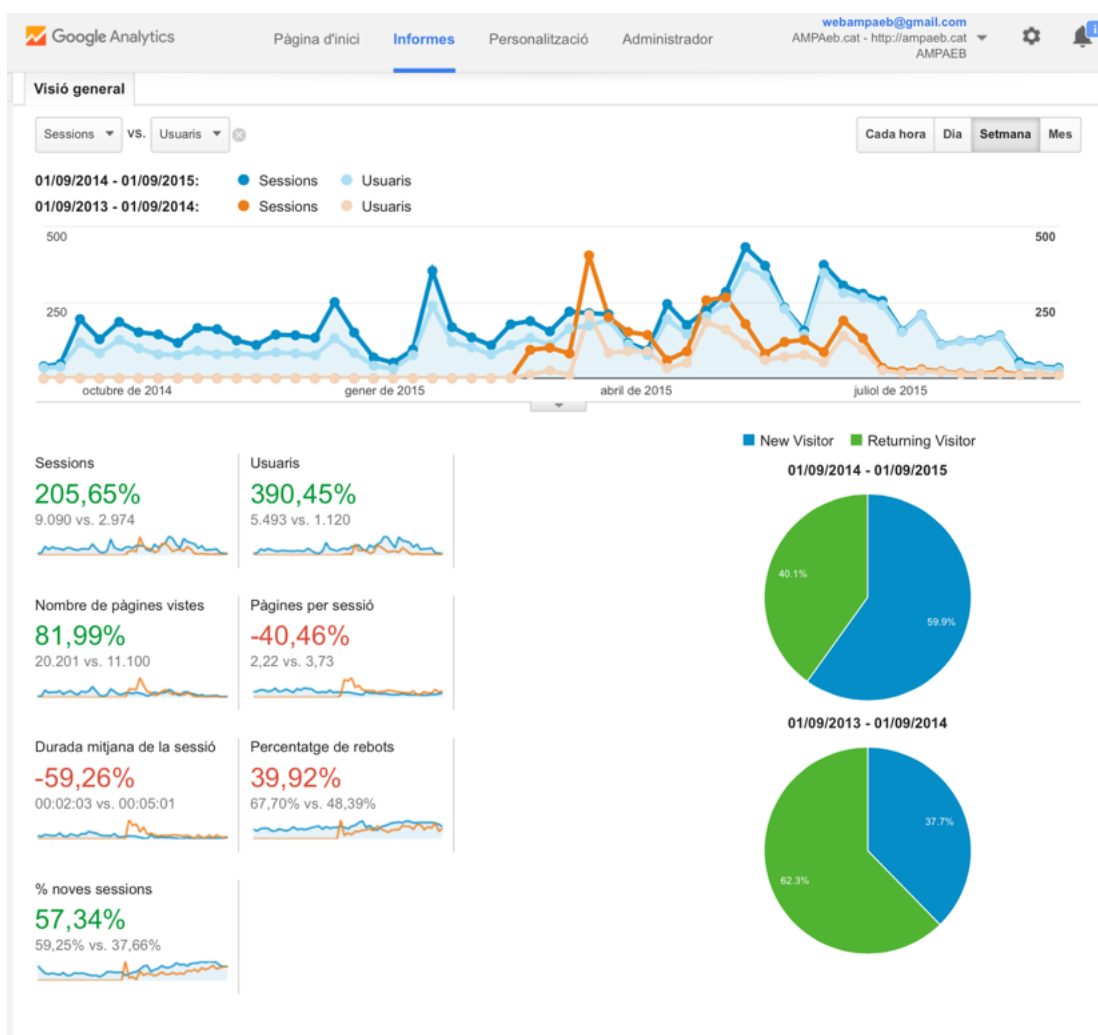 Google Analytics
Pàgina d'inici
Informes
Personalització
Administrador
webampaeb@gmail.com
AMPAeb.cat - http://ampaeb.cat
AMPAEB
Visió general
Sessions vs. Usuaris
Cada hora Dia Setmana Mes
01/09/2014 - 01/09/2015: Sessions Usuaris
01/09/2013 - 01/09/2014: Sessions Usuaris
500 500
250 250
octubre de 2014 gener de 2015 abril de 2015 juliol de 2015
Sessions
205,65%
9.090 vs. 2.974
Usuaris
390,45%
5.493 vs. 1.120
Nombre de pàgines vistes
81,99%
20.201 vs. 11.100
Pàgines per sessió
-40,46%
2,22 vs. 3,73
Durada mitjana de la sessió
-59,26%
00:02:03 vs. 00:05:01
Percentatge de rebots
39,92%
67,70% vs. 48,39%
% noves sessions
57,34%
59,25% vs. 37,66%
New Visitor Returning Visitor
01/09/2014 - 01/09/2015
40.1%
59.9%
01/09/2013 - 01/09/2014
37.7%
62.3%